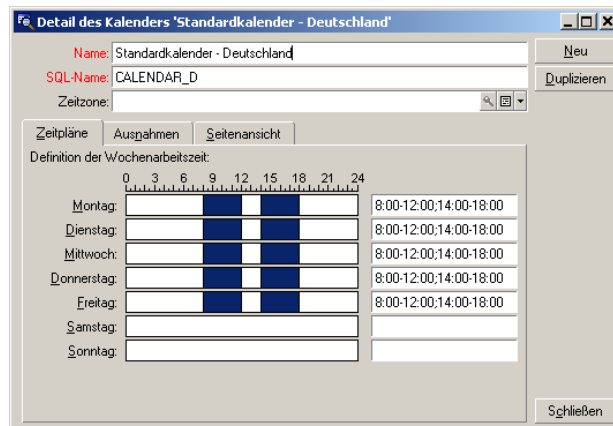 Detail des Kalenders 'Standardkalender - Deutschland'
Name: Standardkalender - Deutschland
Neu
SQL-Name: CALENDAR_D
Duplizieren
Zeitzone:
Zeitpläne Ausnahmen Seitenansicht
Definition der Wochenarbeitszeit:
0 3 6 9 12 15 18 21 24
Montag: 8:00-12:00;14:00-18:00
Dienstag: 8:00-12:00;14:00-18:00
Mittwoch: 8:00-12:00;14:00-18:00
Donnerstag: 8:00-12:00;14:00-18:00
Freitag: 8:00-12:00;14:00-18:00
Samstag:
Sonntag:
Schließen